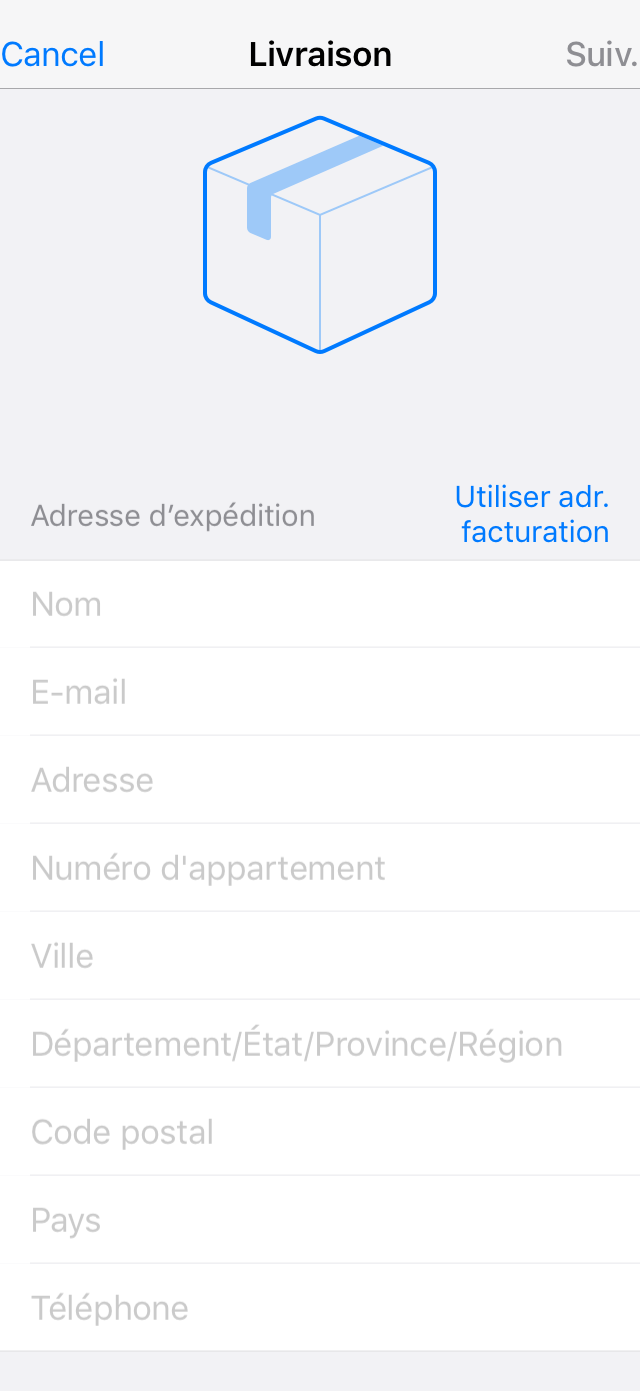 Cancel
Livraison
Suiv.
Adresse d’expédition
Utiliser adr.
facturation
Nom
E-mail
Adresse
Numéro d'appartement
Ville
Département/État/Province/Région
Code postal
Pays
Téléphone